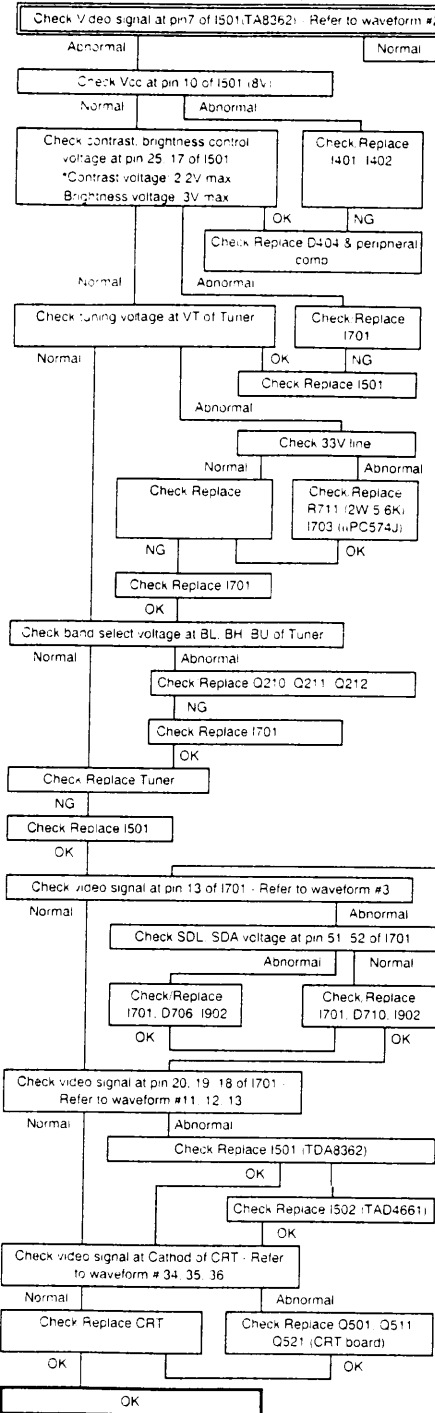 Check Video signal at pin7 of I501(TA8362) - Refer to waveform #
Abnormal
Normal
Check Vcc at pin 10 of I501 (8V)
Normal
Abnormal
Check contrast, brightness control
voltage at pin 25, 17 of I501
*Contrast voltage: 2.2V max
Brightness voltage: 3V max
Check/Replace
I401, I402
OK
NG
Check Replace D404 & peripheral
comp
Normal
Abnormal
Check tuning voltage at VT of Tuner
Check/Replace
I701
Normal
OK
NG
Check Replace I501
Abnormal
Check 33V line
Normal
Abnormal
Check Replace
Check/Replace
R711 (2W 5.6K)
I703 (uPC574J)
NG
OK
Check Replace I701
OK
Check band select voltage at BL, BH, BU of Tuner
Normal
Abnormal
Check Replace Q210, Q211, Q212
NG
Check Replace I701
OK
Check Replace Tuner
NG
Check Replace I501
OK
Check video signal at pin 13 of I701 - Refer to waveform #3
Normal
Abnormal
Check SDL, SDA voltage at pin 51, 52 of I701
Abnormal
Normal
Check/Replace
I701, D706, I902
Check/Replace
I701, D710, I902
OK
OK
Check video signal at pin 20, 19, 18 of I701 -
Refer to waveform #11, 12, 13
Normal
Abnormal
Check Replace I501 (TDA8362)
OK
Check Replace I502 (TAD4661)
OK
Check video signal at Cathod of CRT - Refer
to waveform # 34, 35, 36
Normal
Abnormal
Check Replace CRT
Check Replace Q501, Q511
Q521 (CRT board)
OK
OK
OK